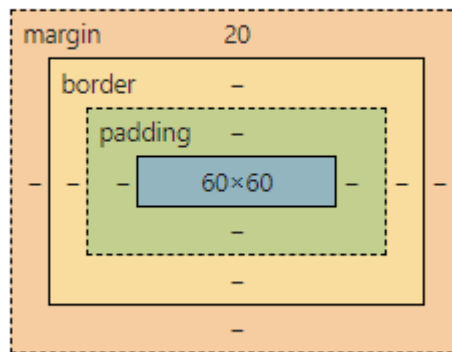 margin 20
border –
padding –
– – – 60×60 – – –
–
–
–